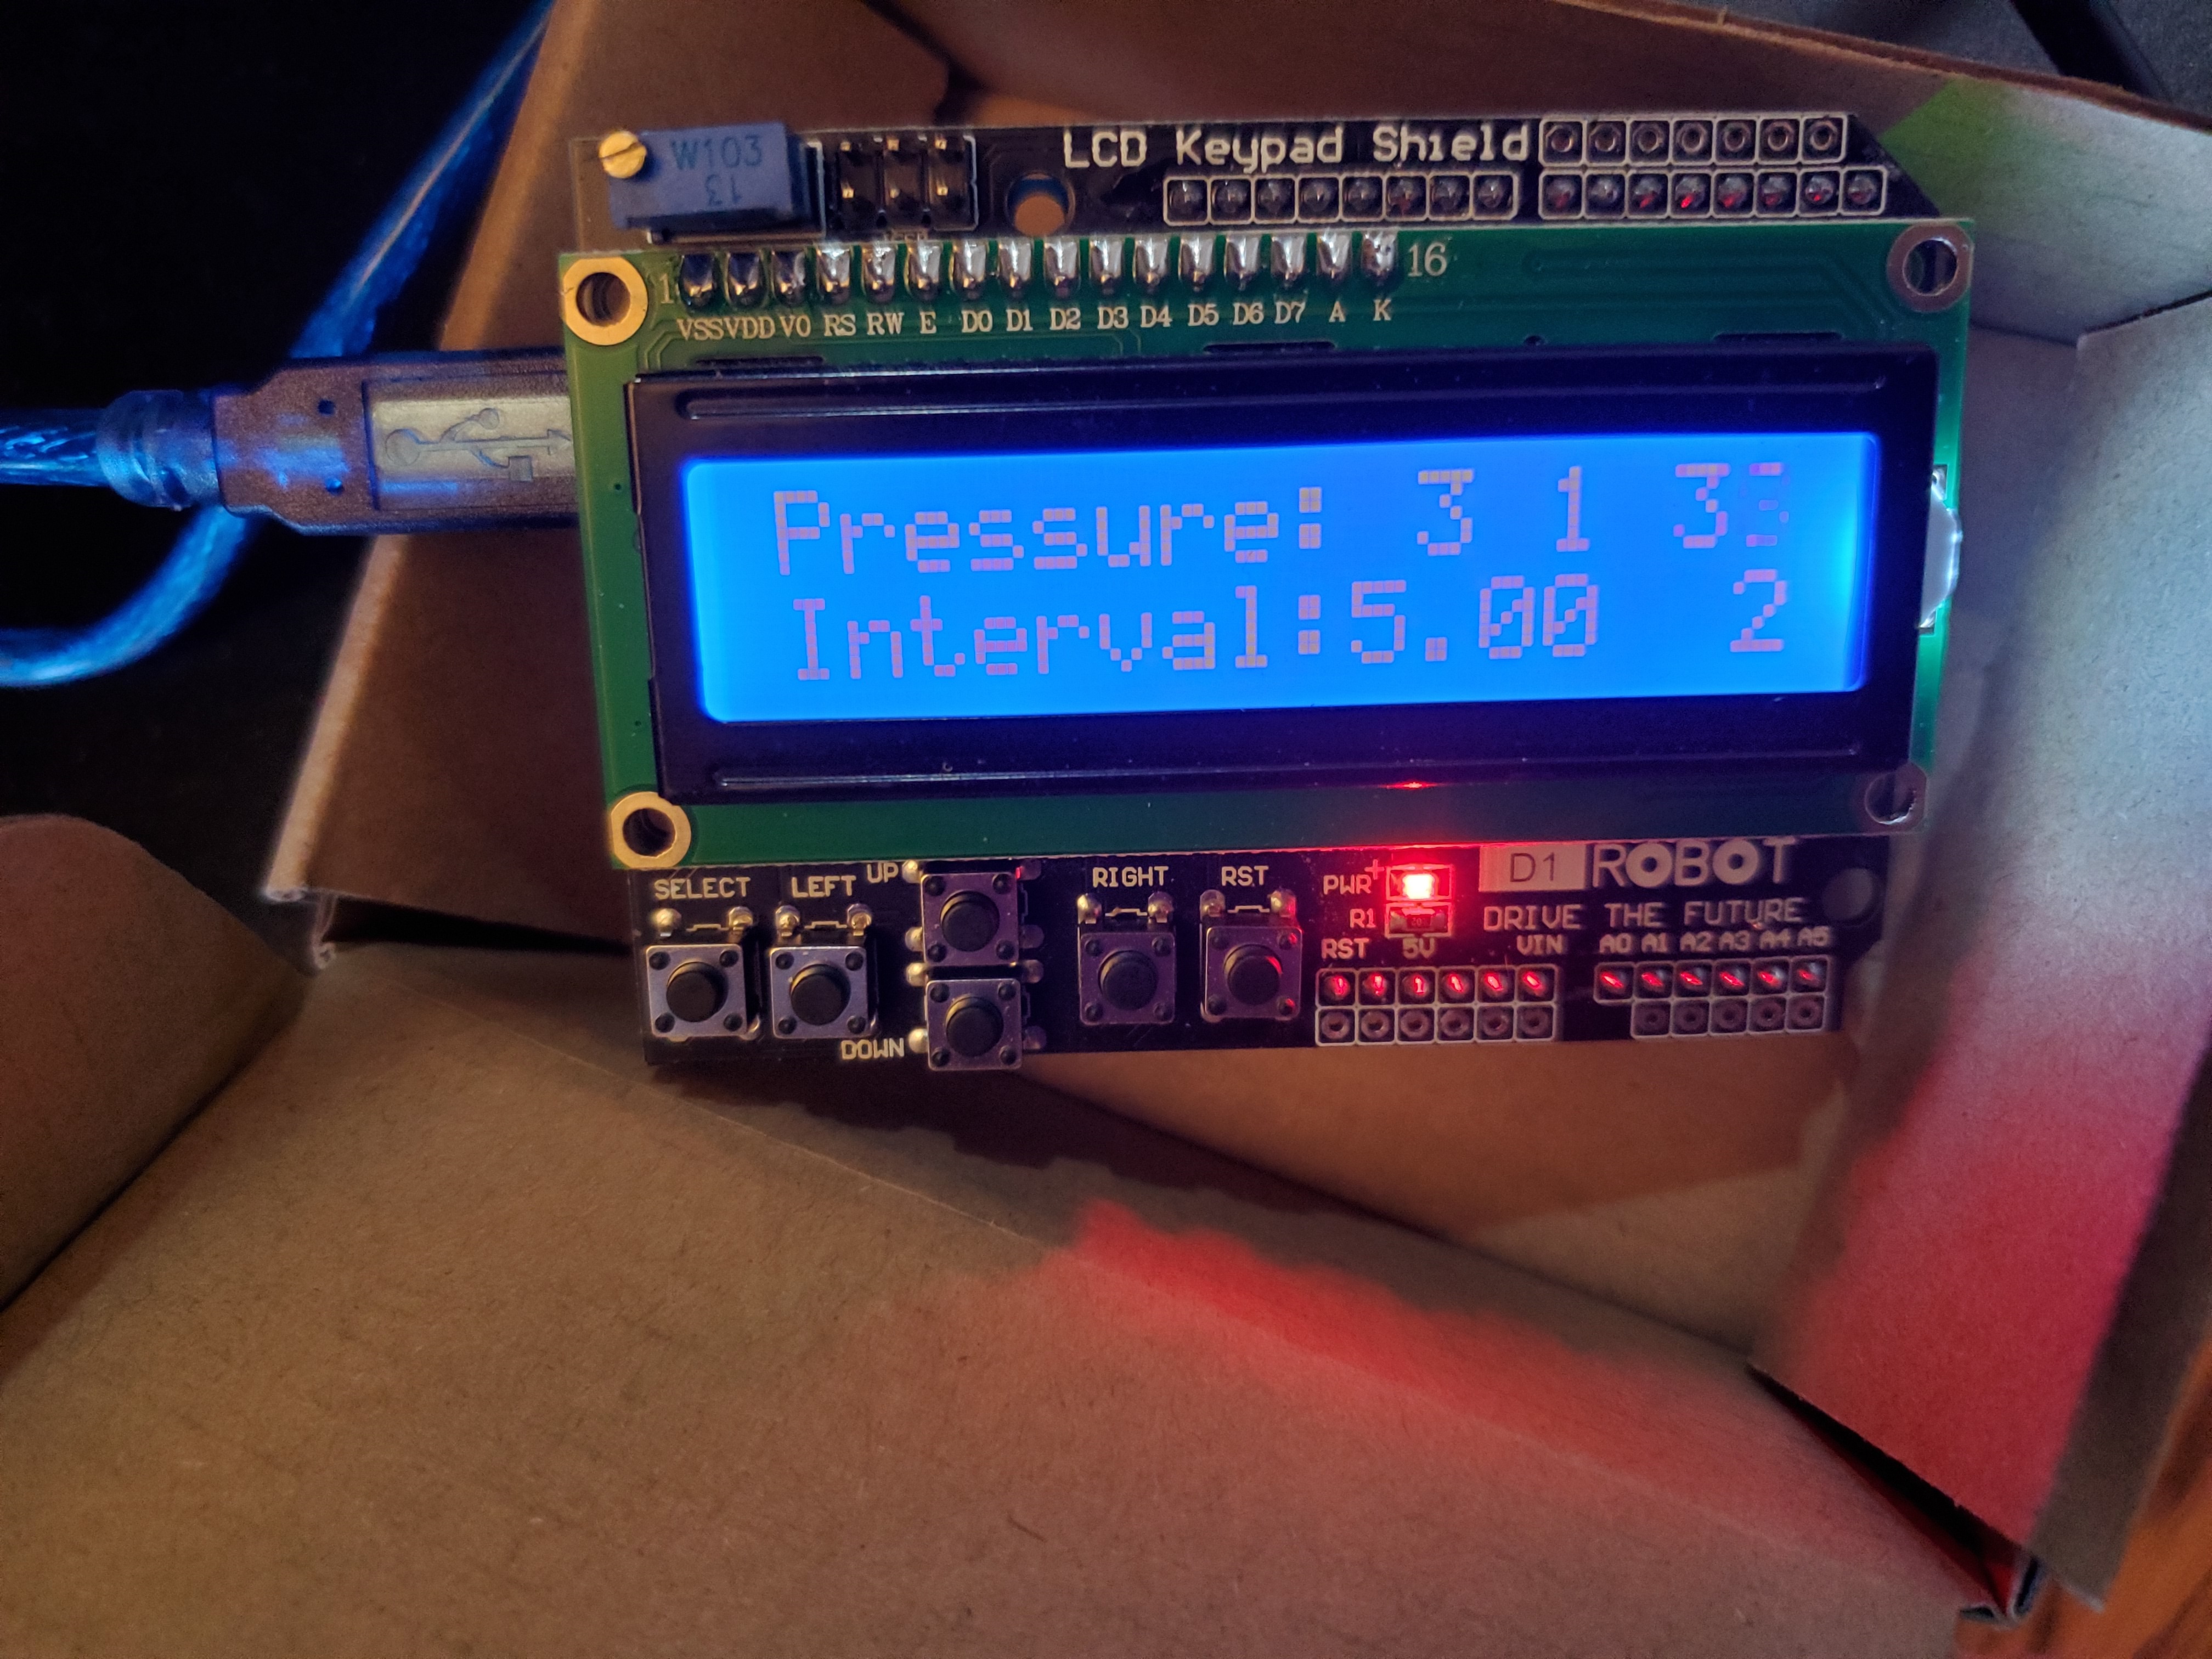 W103
13
LCD Keypad Shield
1 16
VSS VDD VO RS RW E D0 D1 D2 D3 D4 D5 D6 D7 A K
Pressure: 3 1 3
Interval:5.00 2
SELECT LEFT UP RIGHT RST PWR + D1 ROBOT
R1 DRIVE THE FUTURE
RST 5V VIN A0 A1 A2 A3 A4 A5
DOWN